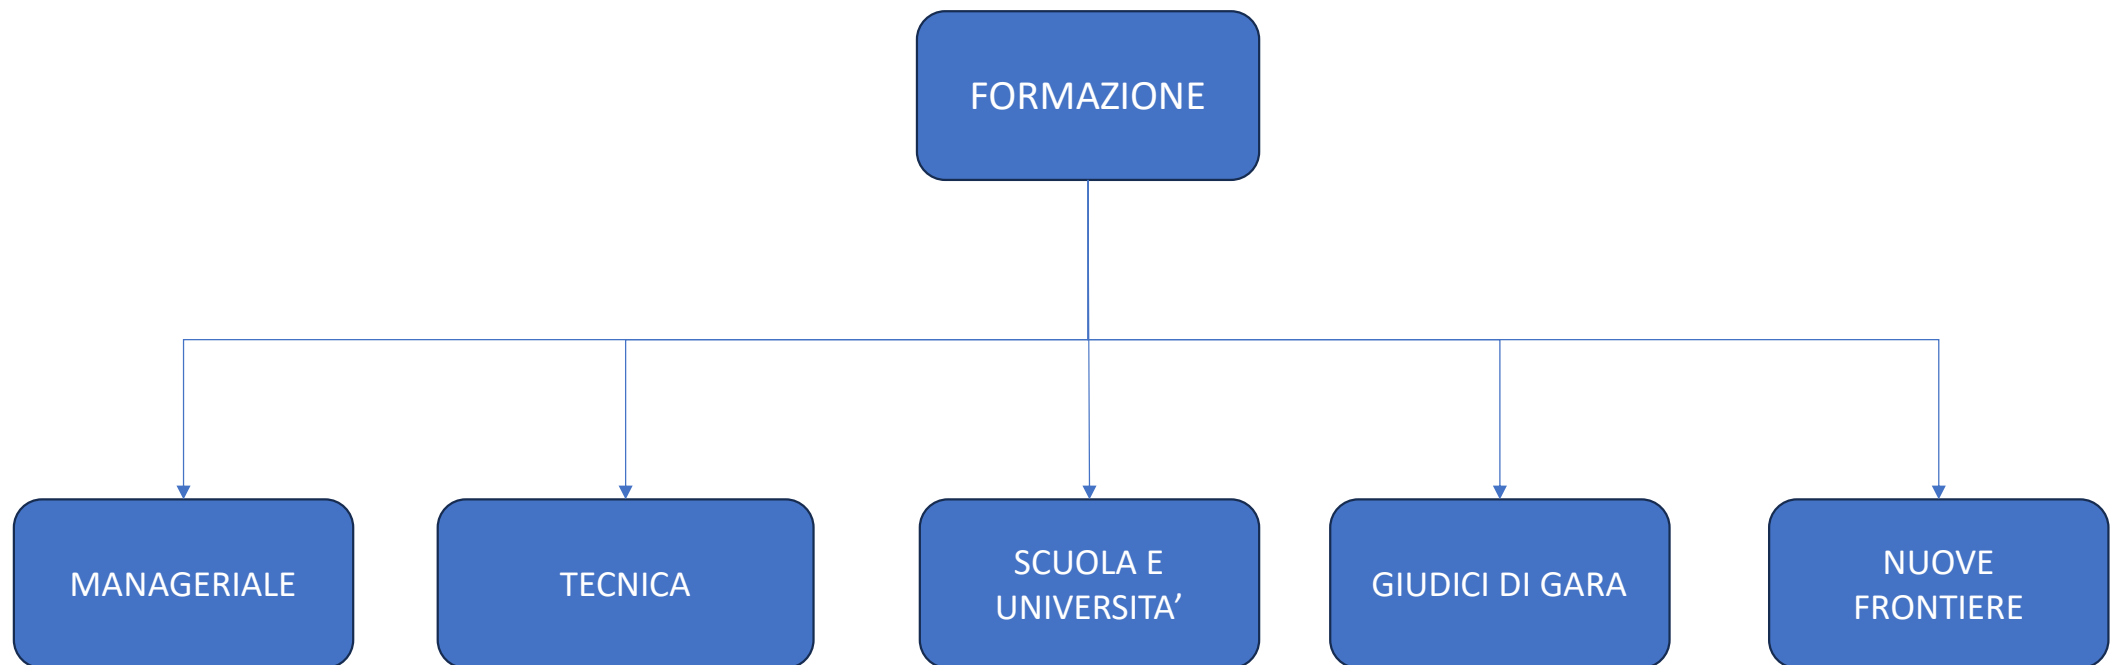 FORMAZIONE
MANAGERIALE
TECNICA
SCUOLA E
UNIVERSITA’
GIUDICI DI GARA
NUOVE
FRONTIERE